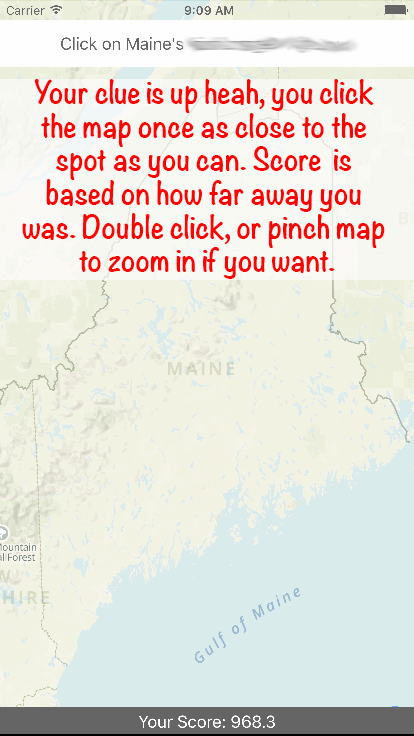 Carrier 9:09 AM
Click on Maine's
Your clue is up heah, you click
the map once as close to the
spot as you can. Score is
based on how far away you
was. Double click, or pinch map
to zoom in if you want.
MAINE
ountain
al Forest
HIRE
Gulf of Maine
Your Score: 968.3